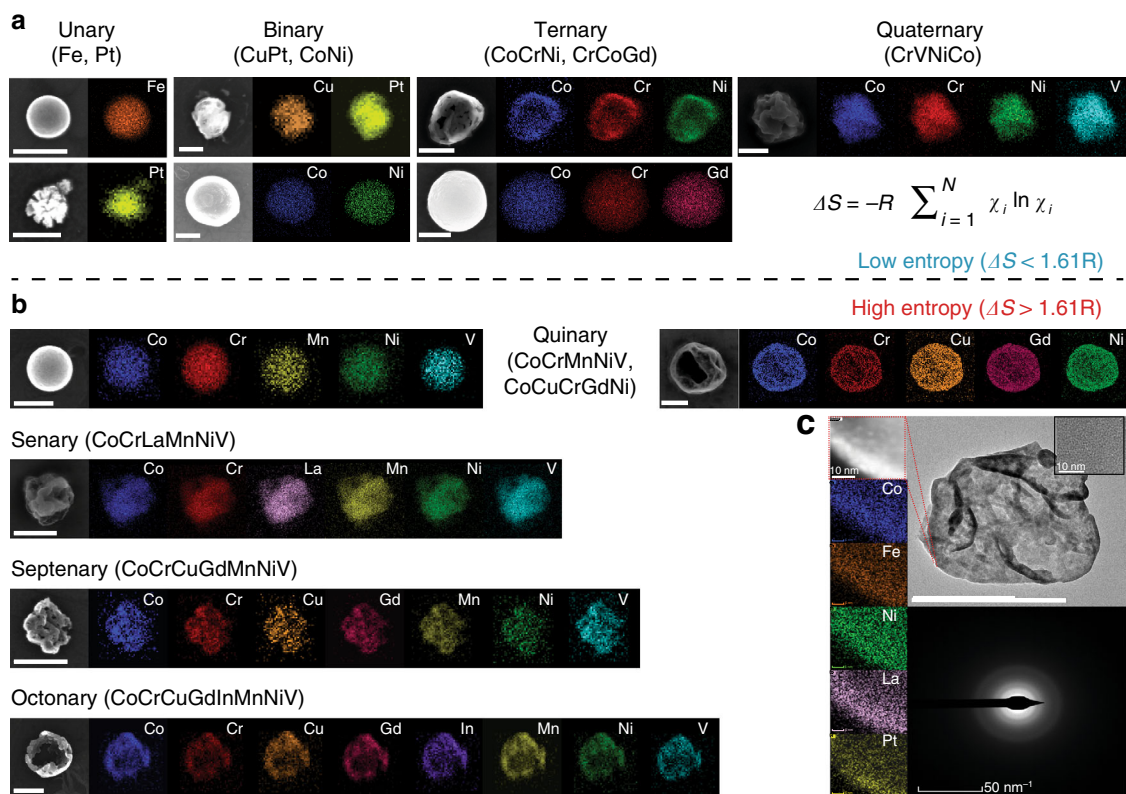 a
Unary
(Fe, Pt)
Binary
(CuPt, CoNi)
Ternary
(CoCrNi, CrCoGd)
Quaternary
(CrVNiCo)
Fe
Cu
Pt
Co
Cr
Ni
Co
Cr
Ni
V
Pt
Co
Ni
Co
Cr
Gd
ΔS = –R ∑ᵢ₌₁ᴺ χᵢ ln χᵢ
Low entropy (ΔS < 1.61R)
b
High entropy (ΔS > 1.61R)
Co
Cr
Mn
Ni
V
Quinary
(CoCrMnNiV,
CoCuCrGdNi)
Co
Cr
Cu
Gd
Ni
Senary (CoCrLaMnNiV)
Co
Cr
La
Mn
Ni
V
Septenary (CoCrCuGdMnNiV)
Co
Cr
Cu
Gd
Mn
Ni
V
Octonary (CoCrCuGdInMnNiV)
Co
Cr
Cu
Gd
In
Mn
Ni
V
c
10 nm
10 nm
Co
Fe
Ni
La
Pt
50 nm⁻¹